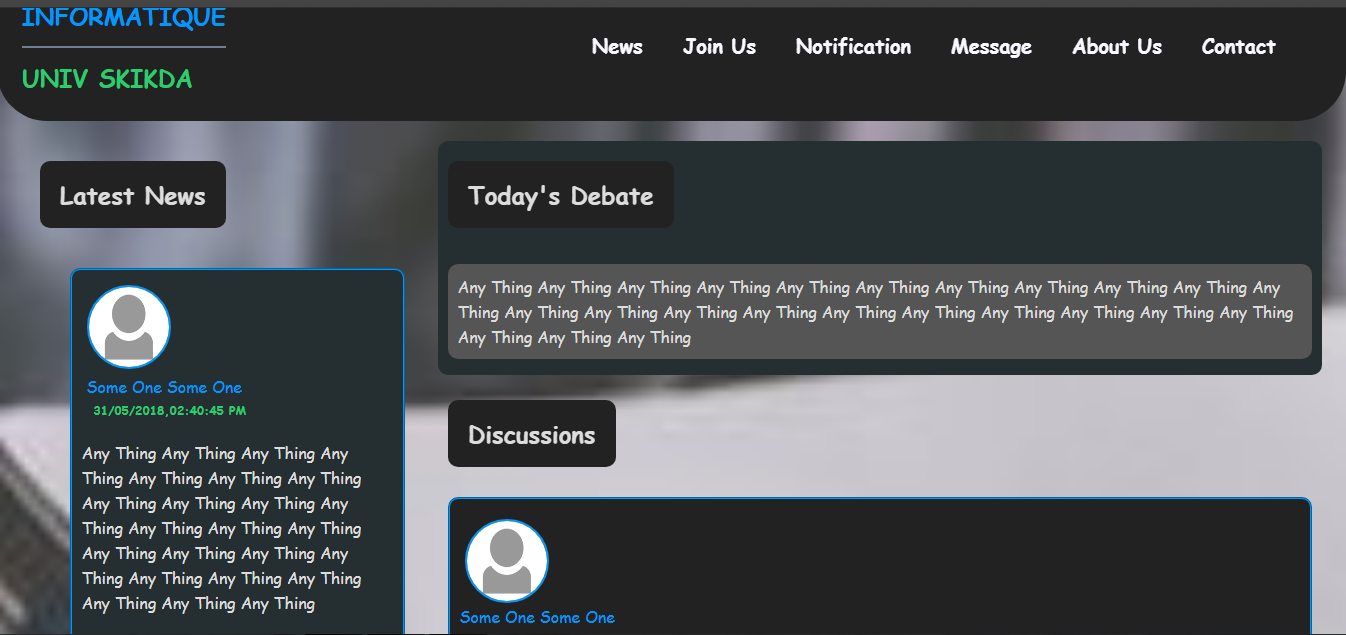 INFORMATIQUE
UNIV SKIKDA
News Join Us Notification Message About Us Contact
Latest News
Some One Some One
31/05/2018,02:40:45 PM
Any Thing Any Thing Any Thing Any
Thing Any Thing Any Thing Any Thing
Any Thing Any Thing Any Thing Any
Thing Any Thing Any Thing Any Thing
Any Thing Any Thing Any Thing Any
Thing Any Thing Any Thing Any Thing
Any Thing Any Thing Any Thing
Today's Debate
Any Thing Any Thing Any Thing Any Thing Any Thing Any Thing Any Thing Any Thing Any Thing Any Thing Any
Thing Any Thing Any Thing Any Thing Any Thing Any Thing Any Thing Any Thing Any Thing Any Thing Any Thing
Any Thing Any Thing Any Thing
Discussions
Some One Some One